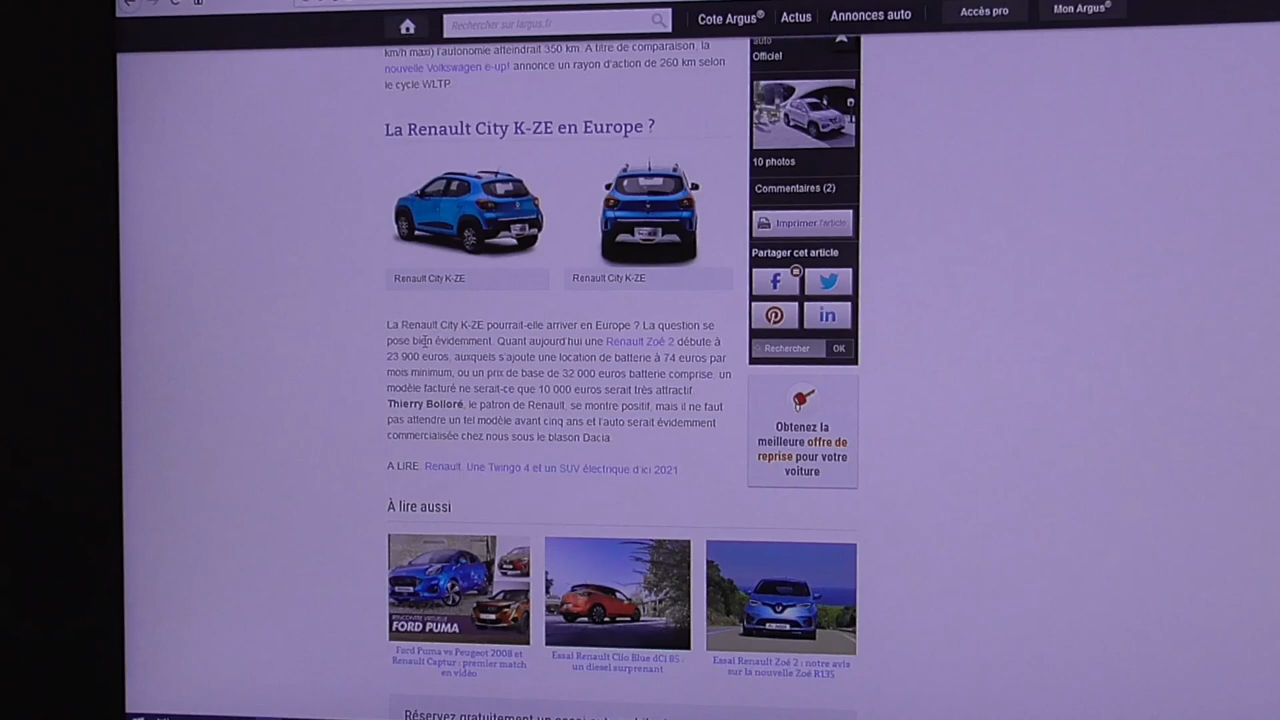 Rechercher sur largus.fr
Cote Argus®
Actus
Annonces auto
Accès pro
Mon Argus®
km/h maxi) l'autonomie atteindrait 350 km. A titre de comparaison, la
nouvelle Volkswagen e-up! annonce un rayon d'action de 260 km selon
le cycle WLTP.
La Renault City K-ZE en Europe ?
Renault City K-ZE
Renault City K-ZE
La Renault City K-ZE pourrait-elle arriver en Europe ? La question se
pose bien évidemment. Quant aujourd'hui une Renault Zoé 2 débute à
23 900 euros, auxquels s'ajoute une location de batterie à 74 euros par
mois minimum, ou un prix de base de 32 000 euros batterie comprise, un
modèle facturé ne serait-ce que 10 000 euros serait très attractif.
Thierry Bolloré, le patron de Renault, se montre positif, mais il ne faut
pas attendre un tel modèle avant cinq ans et l'auto serait évidemment
commercialisée chez nous sous le blason Dacia.
A LIRE. Renault. Une Twingo 4 et un SUV électrique d'ici 2021
À lire aussi
RENCONTRE VIRTUELLE
FORD PUMA
Ford Puma vs Peugeot 2008 et
Renault Captur : premier match
en vidéo
Essai Renault Clio Blue dCi 85 :
un diesel surprenant
Essai Renault Zoé 2 : notre avis
sur la nouvelle Zoé R135
Réservez gratuitement un essai
auto
Officiel
10 photos
Commentaires (2)
Imprimer l'article
Partager cet article
Rechercher
OK
Obtenez la
meilleure offre de
reprise pour votre
voiture